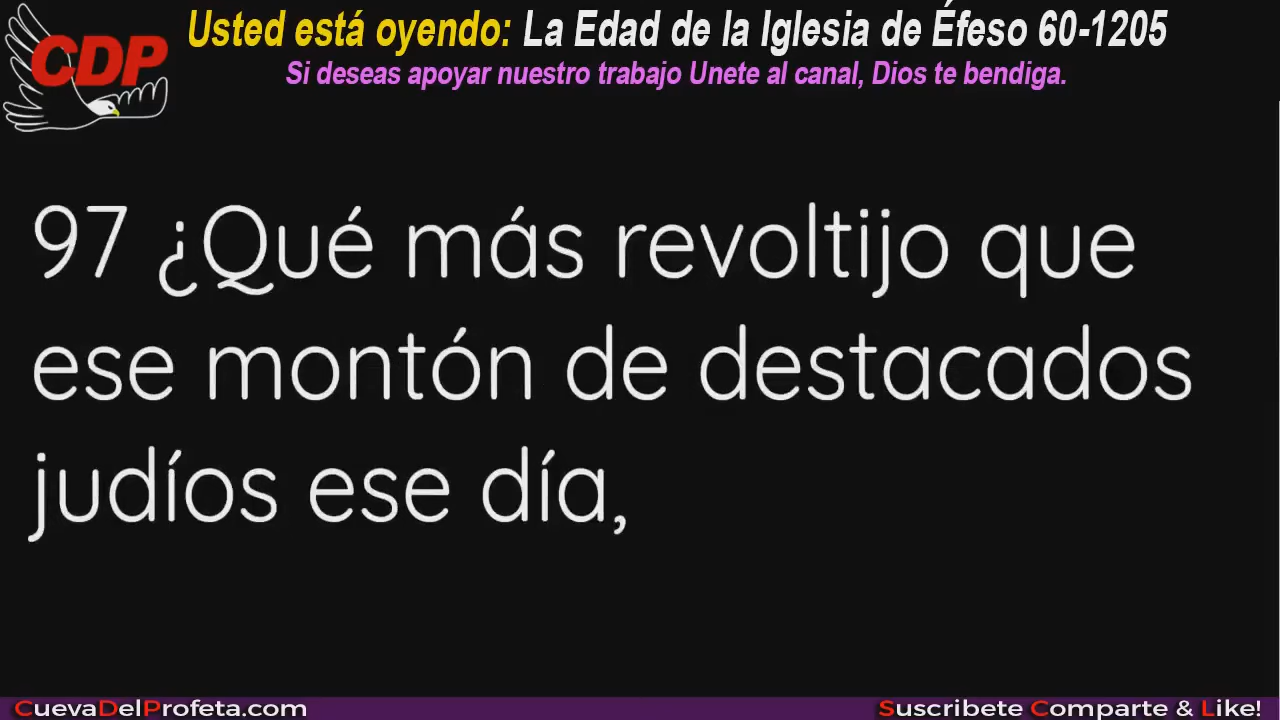 CDP
Usted está oyendo: La Edad de la Iglesia de Éfeso 60-1205
Si deseas apoyar nuestro trabajo Unete al canal, Dios te bendiga.
97 ¿Qué más revoltijo que
ese montón de destacados
judíos ese día,
CuevaDelProfeta.com
Suscribete Comparte & Like!